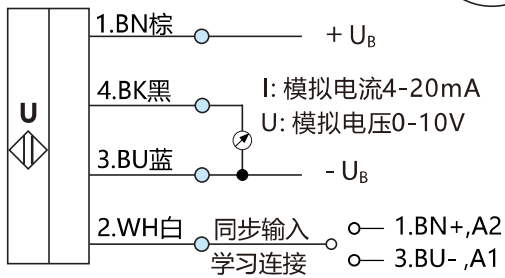 1.BN棕
+ UB
4.BK黑
I: 模拟电流4-20mA
U
U: 模拟电压0-10V
3.BU蓝
- UB
2.WH白
同步输入
学习连接
1.BN+,A2
3.BU- ,A1